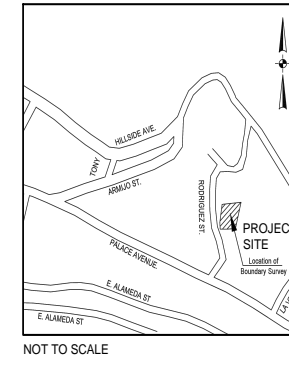 HILLSIDE AVE.
TONY
ARMIJO ST.
RODRIGUEZ ST.
PROJEC
SITE
Location of
Boundary Survey
PALACE AVENUE.
E. ALAMEDA ST
E. ALAMEDA ST
LA V
NOT TO SCALE